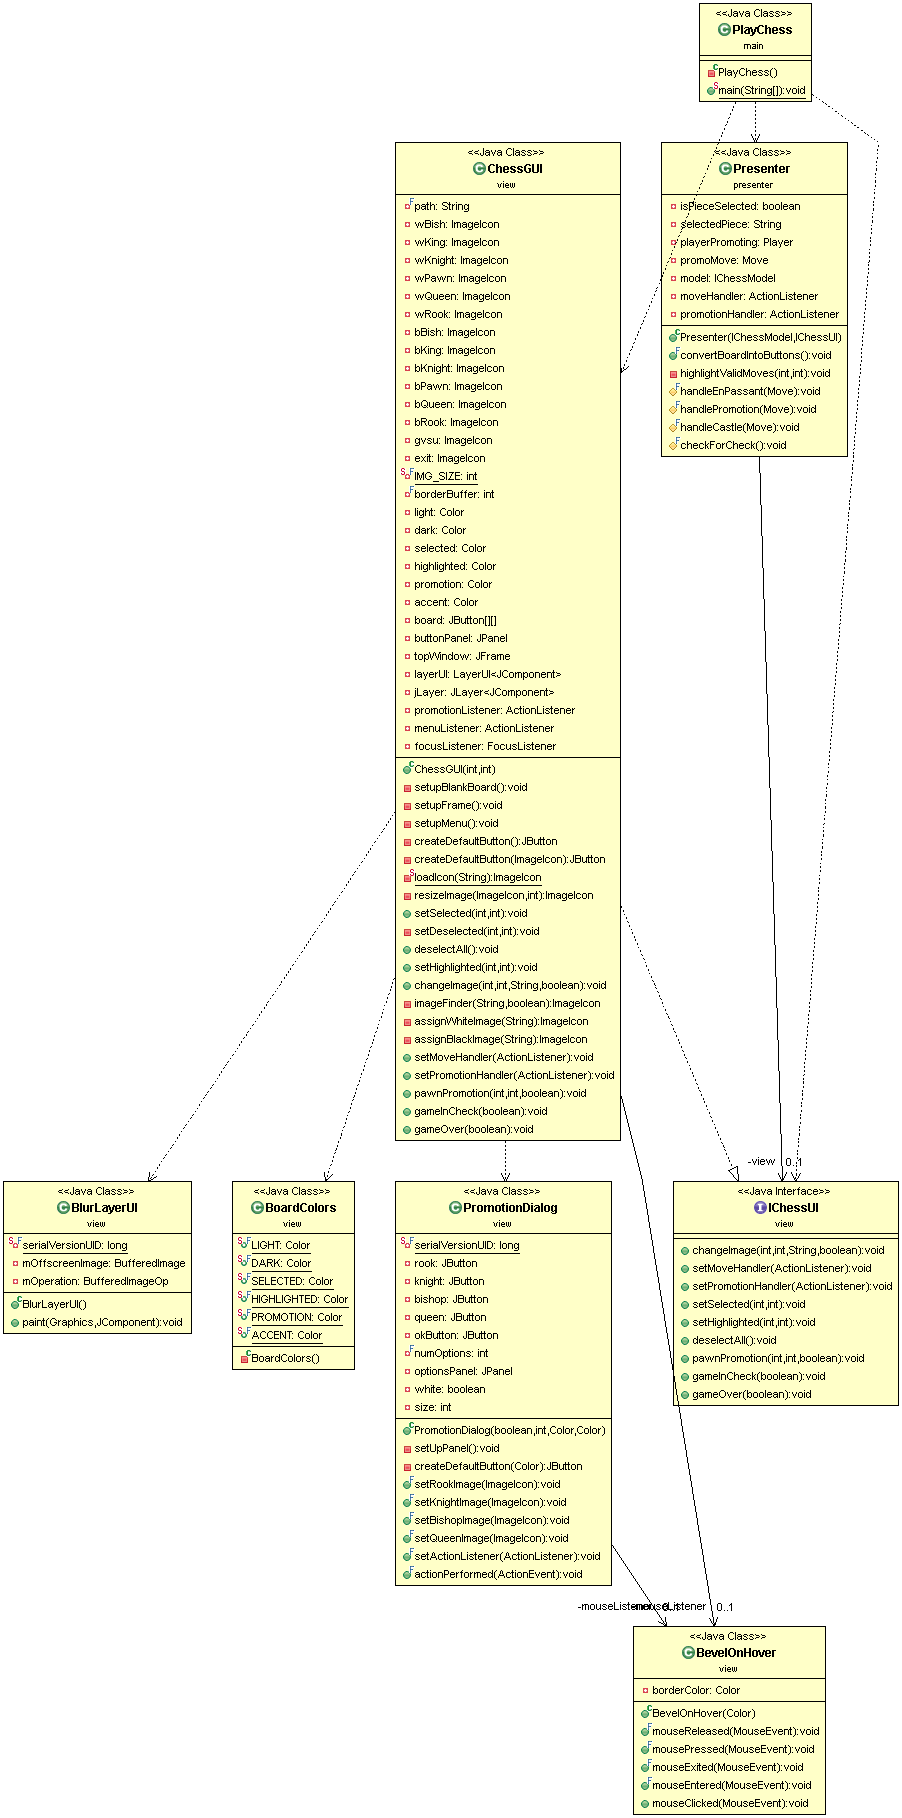 <<Java Class>>
PlayChess
main
PlayChess()
main(String[]):void
<<Java Class>>
ChessGUI
view
path: String
wBish: ImageIcon
wKing: ImageIcon
wKnight: ImageIcon
wPawn: ImageIcon
wQueen: ImageIcon
wRook: ImageIcon
bBish: ImageIcon
bKing: ImageIcon
bKnight: ImageIcon
bPawn: ImageIcon
bQueen: ImageIcon
bRook: ImageIcon
gvsu: ImageIcon
exit: ImageIcon
IMG_SIZE: int
borderBuffer: int
light: Color
dark: Color
selected: Color
highlighted: Color
promotion: Color
accent: Color
board: JButton[][]
buttonPanel: JPanel
topWindow: JFrame
layerUI: LayerUI<JComponent>
jLayer: JLayer<JComponent>
promotionListener: ActionListener
menuListener: ActionListener
focusListener: FocusListener
ChessGUI(int,int)
setupBlankBoard():void
setupFrame():void
setupMenu():void
createDefaultButton():JButton
createDefaultButton(ImageIcon):JButton
loadIcon(String):ImageIcon
resizeImage(ImageIcon,int):ImageIcon
setSelected(int,int):void
setDeselected(int,int):void
deselectAll():void
setHighlighted(int,int):void
changeImage(int,int,String,boolean):void
imageFinder(String,boolean):ImageIcon
assignWhiteImage(String):ImageIcon
assignBlackImage(String):ImageIcon
setMoveHandler(ActionListener):void
setPromotionHandler(ActionListener):void
pawnPromotion(int,int,boolean):void
gameInCheck(boolean):void
gameOver(boolean):void
<<Java Class>>
Presenter
presenter
isPieceSelected: boolean
selectedPiece: String
playerPromoting: Player
promoMove: Move
model: IChessModel
moveHandler: ActionListener
promotionHandler: ActionListener
Presenter(IChessModel,IChessUI)
convertBoardIntoButtons():void
highlightValidMoves(int,int):void
handleEnPassant(Move):void
handlePromotion(Move):void
handleCastle(Move):void
checkForCheck():void
-view 0..1
<<Java Class>>
BlurLayerUI
view
serialVersionUID: long
mOffscreenImage: BufferedImage
mOperation: BufferedImageOp
BlurLayerUI()
paint(Graphics,JComponent):void
<<Java Class>>
BoardColors
view
LIGHT: Color
DARK: Color
SELECTED: Color
HIGHLIGHTED: Color
PROMOTION: Color
ACCENT: Color
BoardColors()
<<Java Class>>
PromotionDialog
view
serialVersionUID: long
rook: JButton
knight: JButton
bishop: JButton
queen: JButton
okButton: JButton
numOptions: int
optionsPanel: JPanel
white: boolean
size: int
PromotionDialog(boolean,int,Color,Color)
setUpPanel():void
createDefaultButton(Color):JButton
setRookImage(ImageIcon):void
setKnightImage(ImageIcon):void
setBishopImage(ImageIcon):void
setQueenImage(ImageIcon):void
setActionListener(ActionListener):void
actionPerformed(ActionEvent):void
<<Java Interface>>
IChessUI
view
changeImage(int,int,String,boolean):void
setMoveHandler(ActionListener):void
setPromotionHandler(ActionListener):void
setSelected(int,int):void
setHighlighted(int,int):void
deselectAll():void
pawnPromotion(int,int,boolean):void
gameInCheck(boolean):void
gameOver(boolean):void
-mouseListener 0..1
-mouseListener 0..1
<<Java Class>>
BevelOnHover
view
borderColor: Color
BevelOnHover(Color)
mouseReleased(MouseEvent):void
mousePressed(MouseEvent):void
mouseExited(MouseEvent):void
mouseEntered(MouseEvent):void
mouseClicked(MouseEvent):void